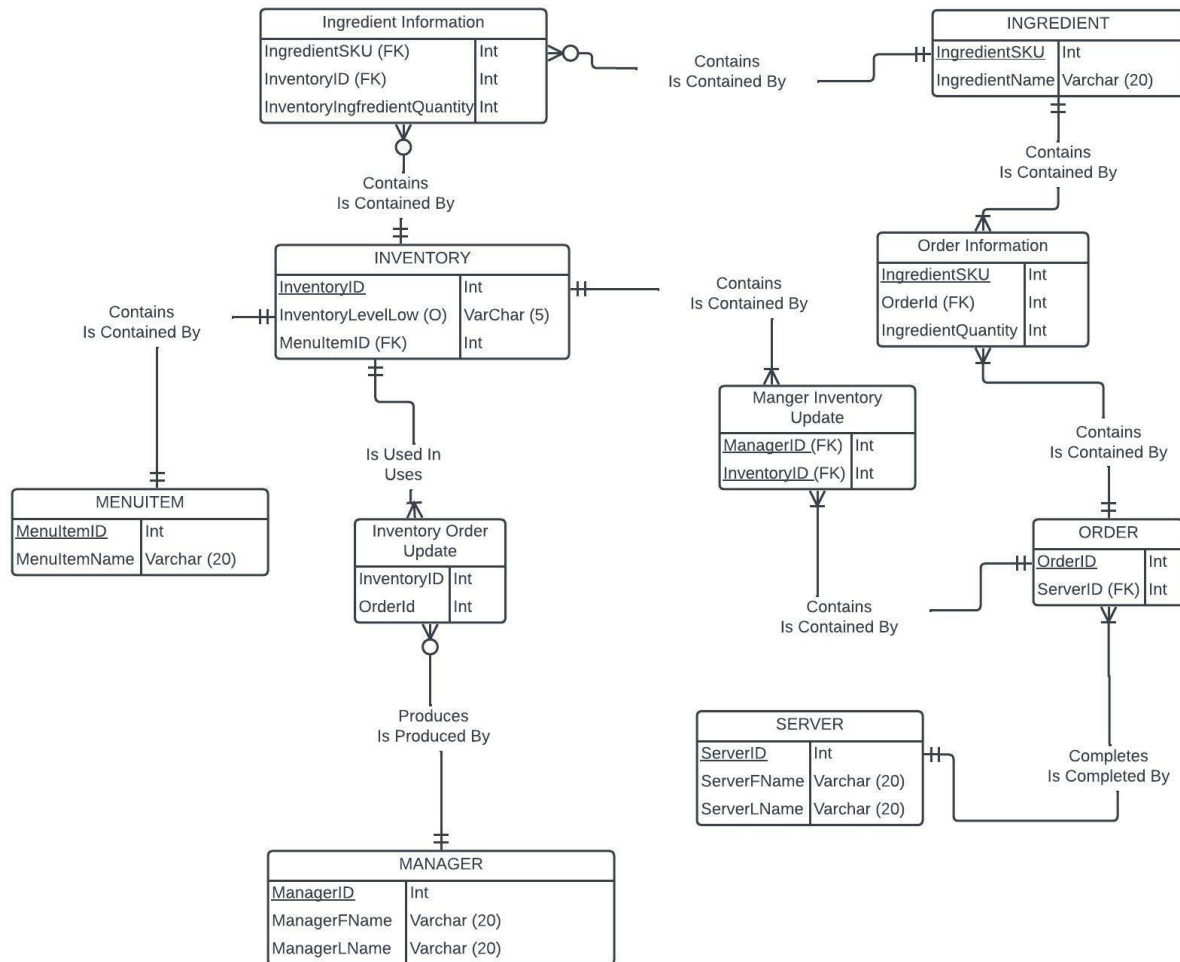 Ingredient Information
IngredientSKU (FK) Int
InventoryID (FK) Int
InventoryIngfredientQuantity Int
INGREDIENT
IngredientSKU Int
IngredientName Varchar (20)
Contains
Is Contained By
Contains
Is Contained By
Contains
Is Contained By
INVENTORY
InventoryID Int
InventoryLevelLow (O) VarChar (5)
MenuItemID (FK) Int
Order Information
IngredientSKU Int
OrderId (FK) Int
IngredientQuantity Int
Contains
Is Contained By
Contains
Is Contained By
Manger Inventory
Update
ManagerID (FK) Int
InventoryID (FK) Int
Is Used In
Uses
Contains
Is Contained By
MENUITEM
MenuItemID Int
MenuItemName Varchar (20)
Inventory Order
Update
InventoryID Int
OrderId Int
ORDER
OrderID Int
ServerID (FK) Int
Contains
Is Contained By
Produces
Is Produced By
SERVER
ServerID Int
ServerFName Varchar (20)
ServerLName Varchar (20)
Completes
Is Completed By
MANAGER
ManagerID Int
ManagerFName Varchar (20)
ManagerLName Varchar (20)